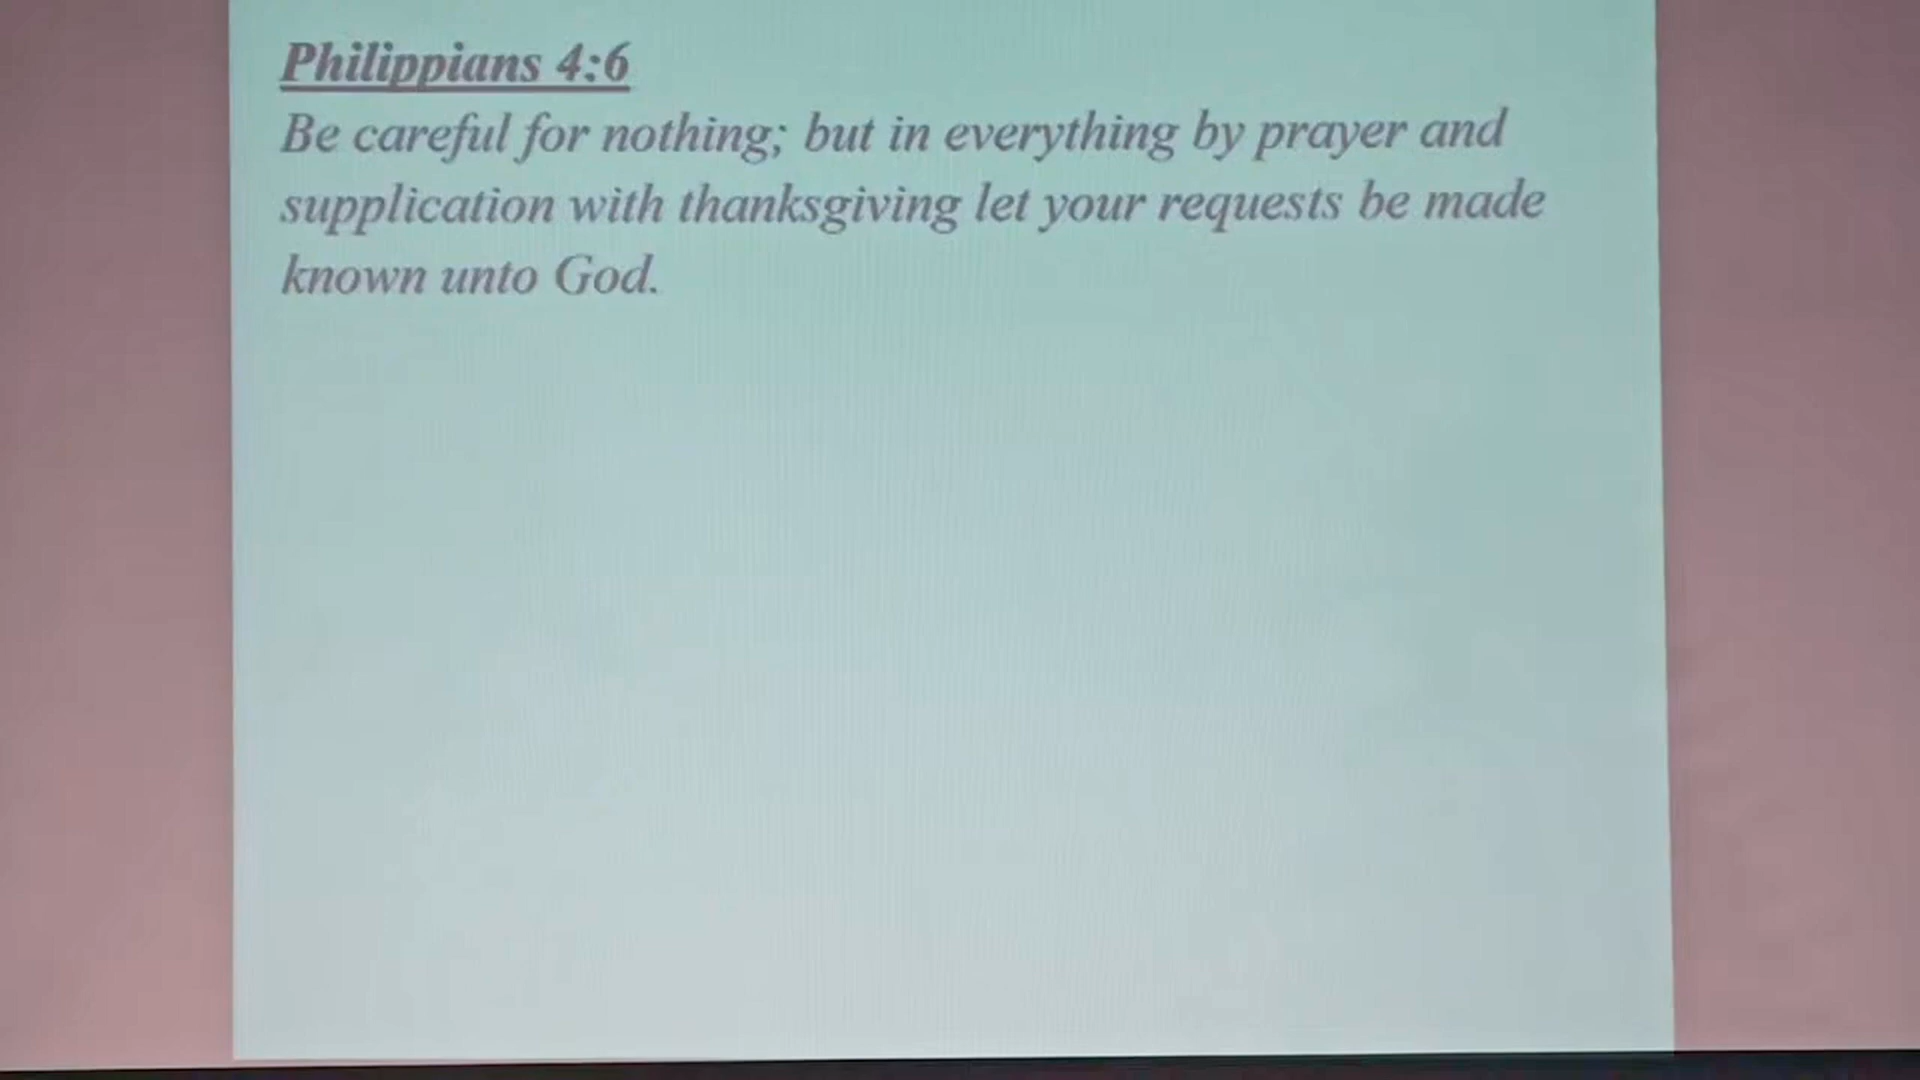 Philippians 4:6
Be careful for nothing; but in everything by prayer and
supplication with thanksgiving let your requests be made
known unto God.